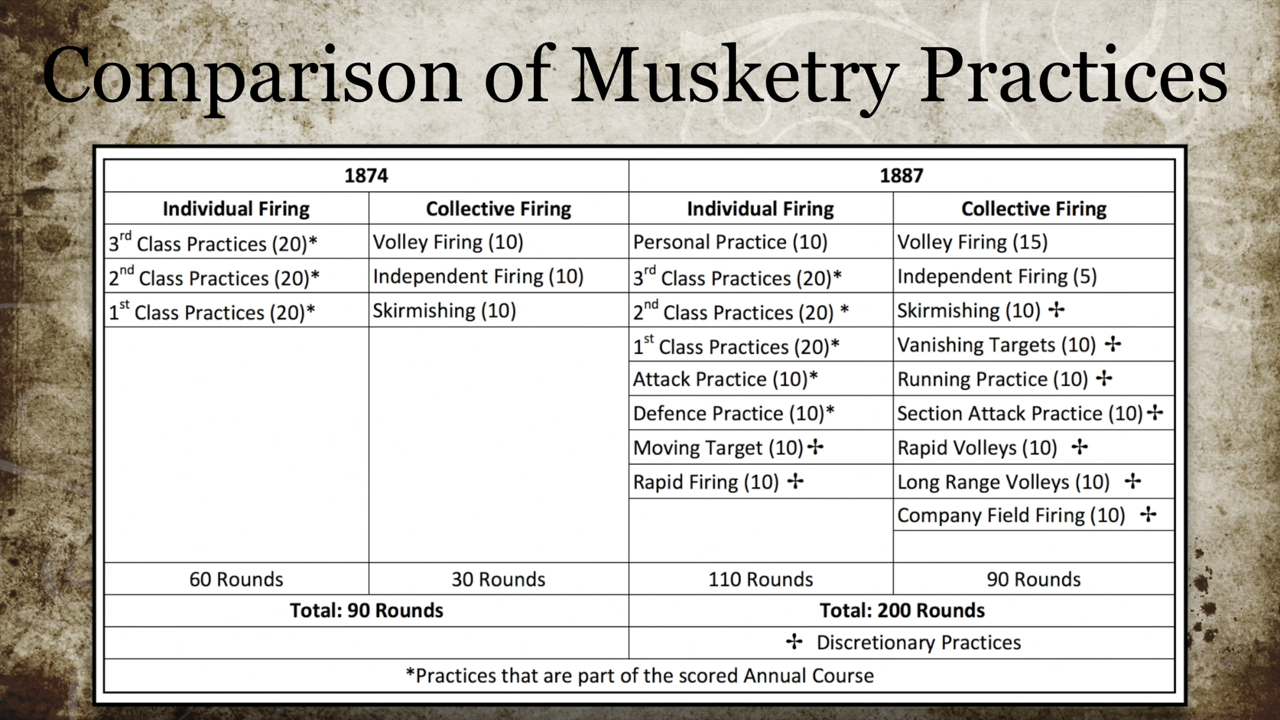 Comparison of Musketry Practices
1874 1887
Individual Firing Collective Firing Individual Firing Collective Firing
3rd Class Practices (20)* Volley Firing (10) Personal Practice (10) Volley Firing (15)
2nd Class Practices (20)* Independent Firing (10) 3rd Class Practices (20)* Independent Firing (5)
1st Class Practices (20)* Skirmishing (10) 2nd Class Practices (20) * Skirmishing (10) ✢
1st Class Practices (20)* Vanishing Targets (10) ✢
Attack Practice (10)* Running Practice (10) ✢
Defence Practice (10)* Section Attack Practice (10) ✢
Moving Target (10) ✢ Rapid Volleys (10) ✢
Rapid Firing (10) ✢ Long Range Volleys (10) ✢
Company Field Firing (10) ✢
60 Rounds 30 Rounds 110 Rounds 90 Rounds
Total: 90 Rounds Total: 200 Rounds
✢ Discretionary Practices
*Practices that are part of the scored Annual Course